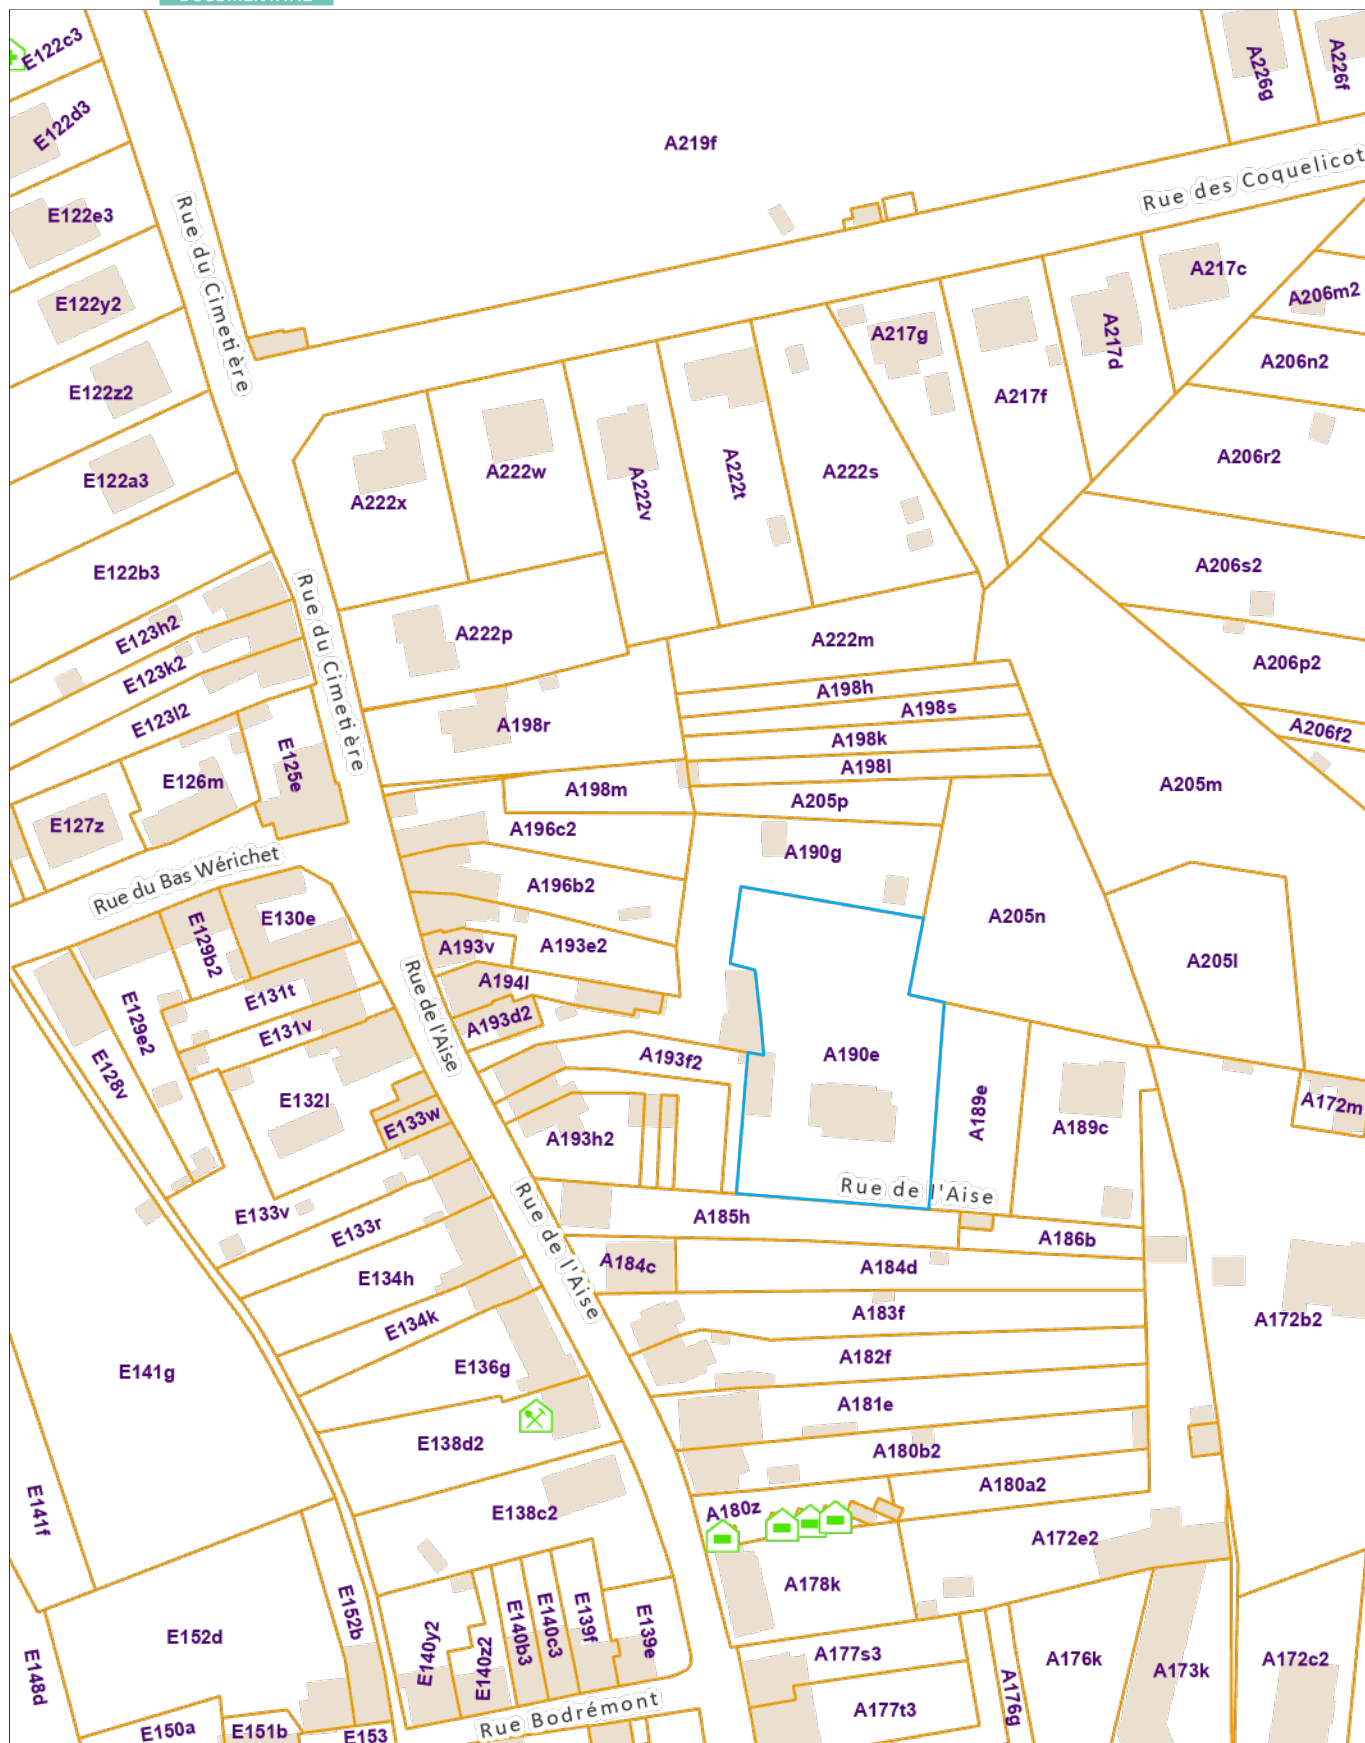 E122c3
A226g
A226f
E122d3
A219f
Rue des Coquelicot
E122e3
Rue du Cimetière
A217c
A206m2
E122y2
A217g
A217d
A206n2
E122z2
A217f
A206r2
E122a3
A222x
A222w
A222v
A222t
A222s
E122b3
A206s2
Rue du Cimetière
E123h2
A222p
A222m
A206p2
E123k2
A198h
A198s
E123l2
A198r
A206f2
A198k
A198l
E125e
E126m
A198m
A205p
A205m
E127z
A196c2
A190g
Rue du Bas Wérichet
A196b2
E130e
A205n
E129b2
A193v
A193e2
A205l
Rue de l'Aise
A194l
E131t
E129e2
A193d2
E131v
A193f2
A190e
E128v
E132l
A189e
A189c
A172m
E133w
A193h2
Rue de l'Aise
E133v
A185h
E133r
A186b
Rue de l'Aise
A184c
A184d
E134h
A183f
A172b2
E134k
A182f
E136g
E141g
A181e
E138d2
A180b2
A180a2
E141f
E138c2
A180z
A172e2
A178k
E152b
E140y2
E140z2
E140b3
E140c3
E139f
E139e
E152d
A177s3
A176k
A172c2
E148d
A173k
A176g
A177t3
Rue Bodrémont
E150a
E151b
E153